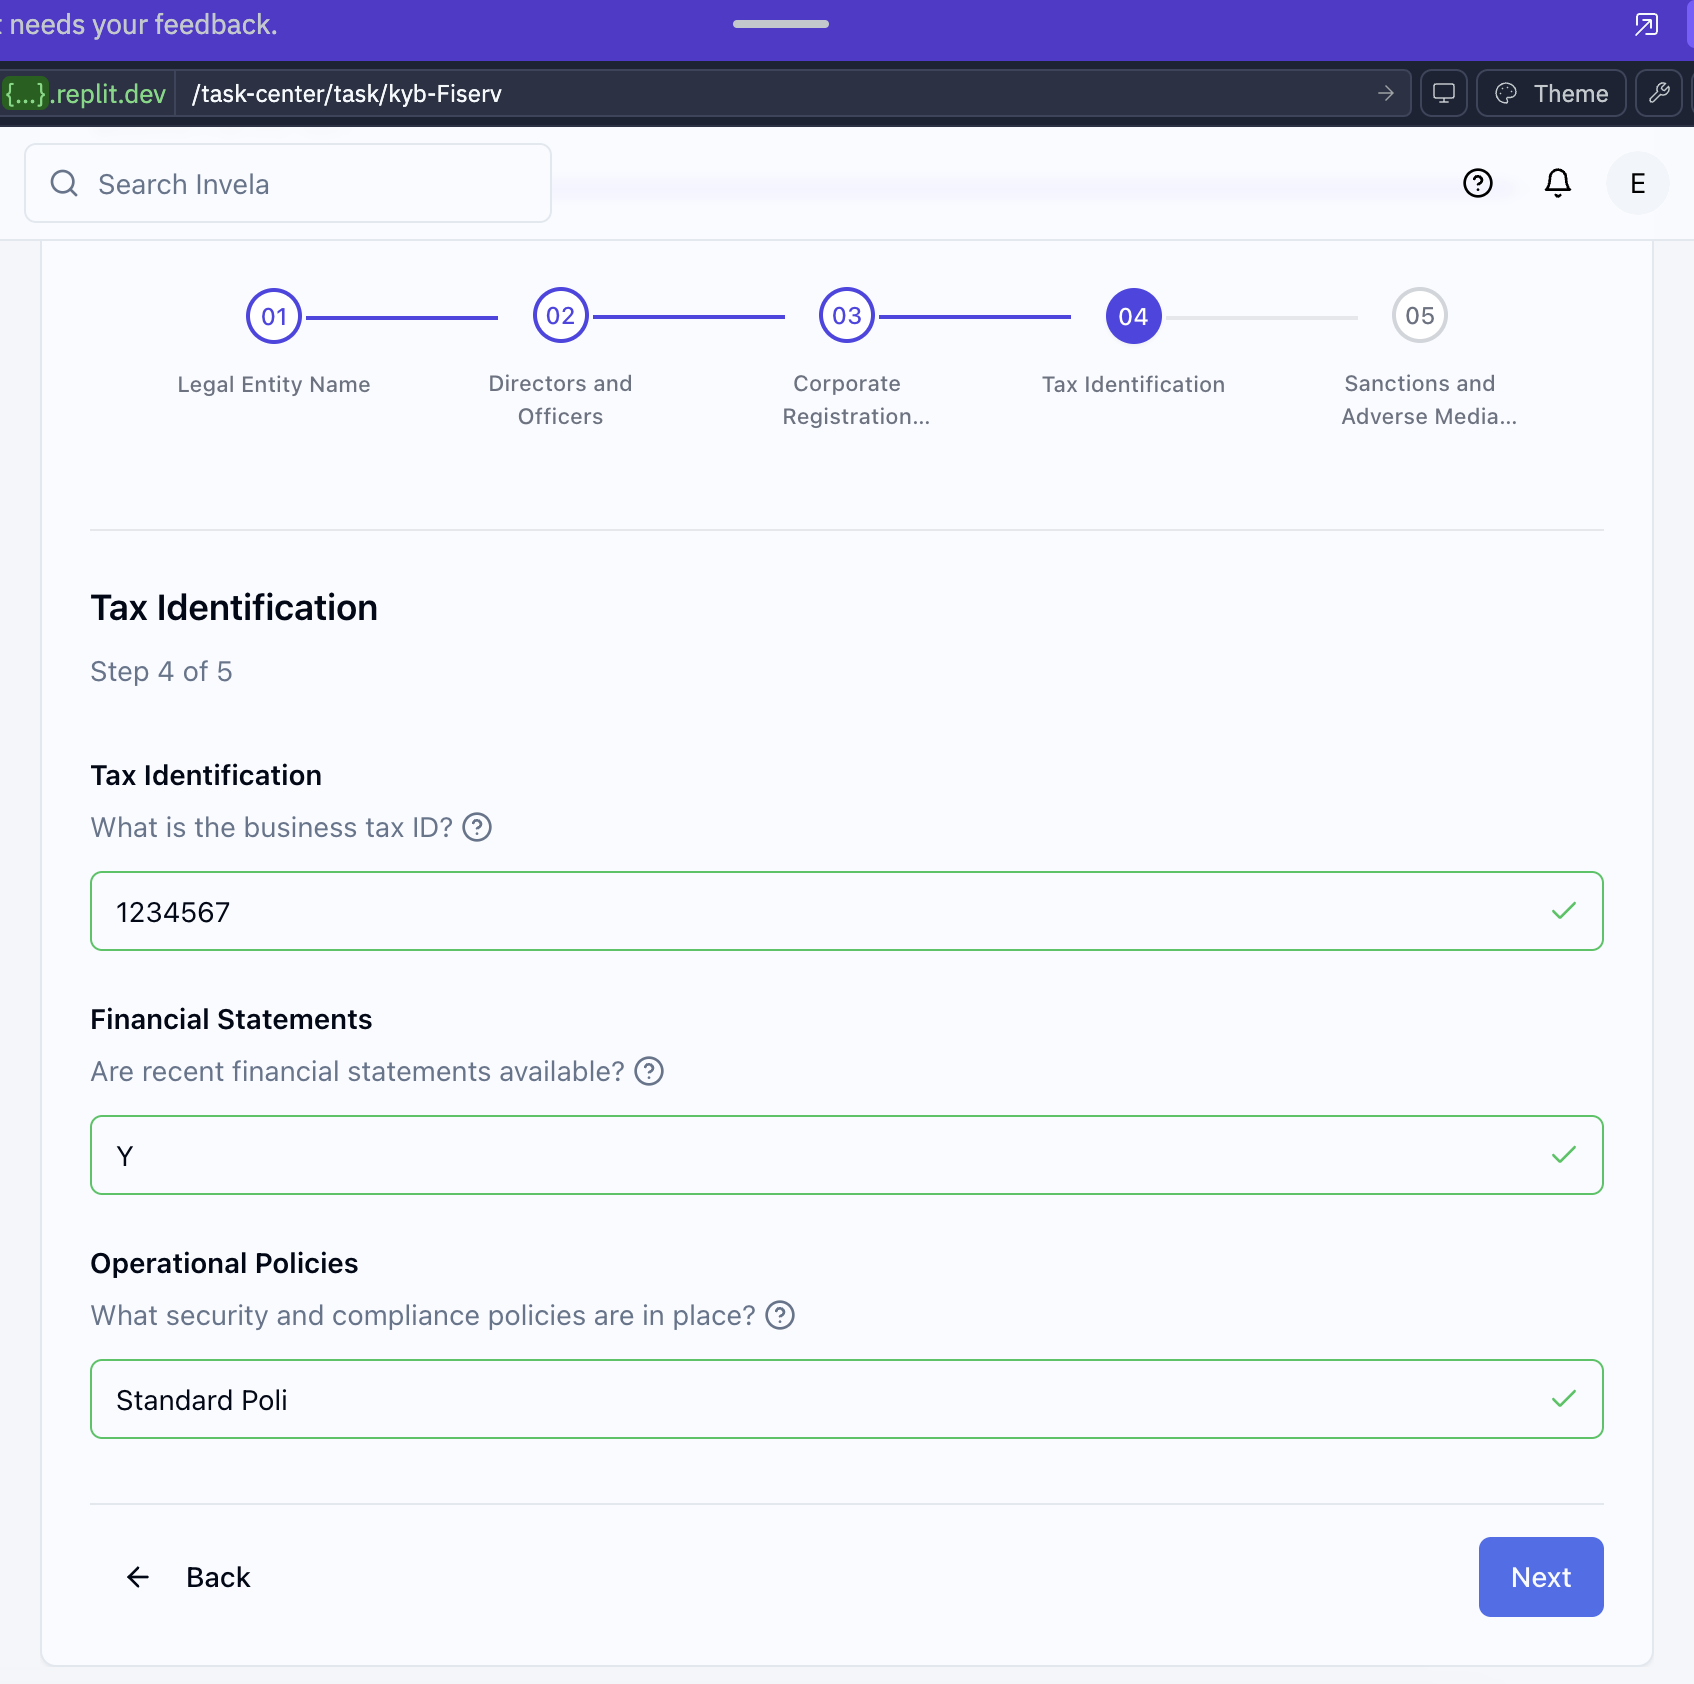 needs your feedback.
{...}.replit.dev /task-center/task/kyb-Fiserv Theme
Search Invela E
01 02 03 04 05
Legal Entity Name
Directors and
Officers
Corporate
Registration...
Tax Identification
Sanctions and
Adverse Media...
Tax Identification
Step 4 of 5
Tax Identification
What is the business tax ID?
1234567
Financial Statements
Are recent financial statements available?
Y
Operational Policies
What security and compliance policies are in place?
Standard Poli
Back
Next